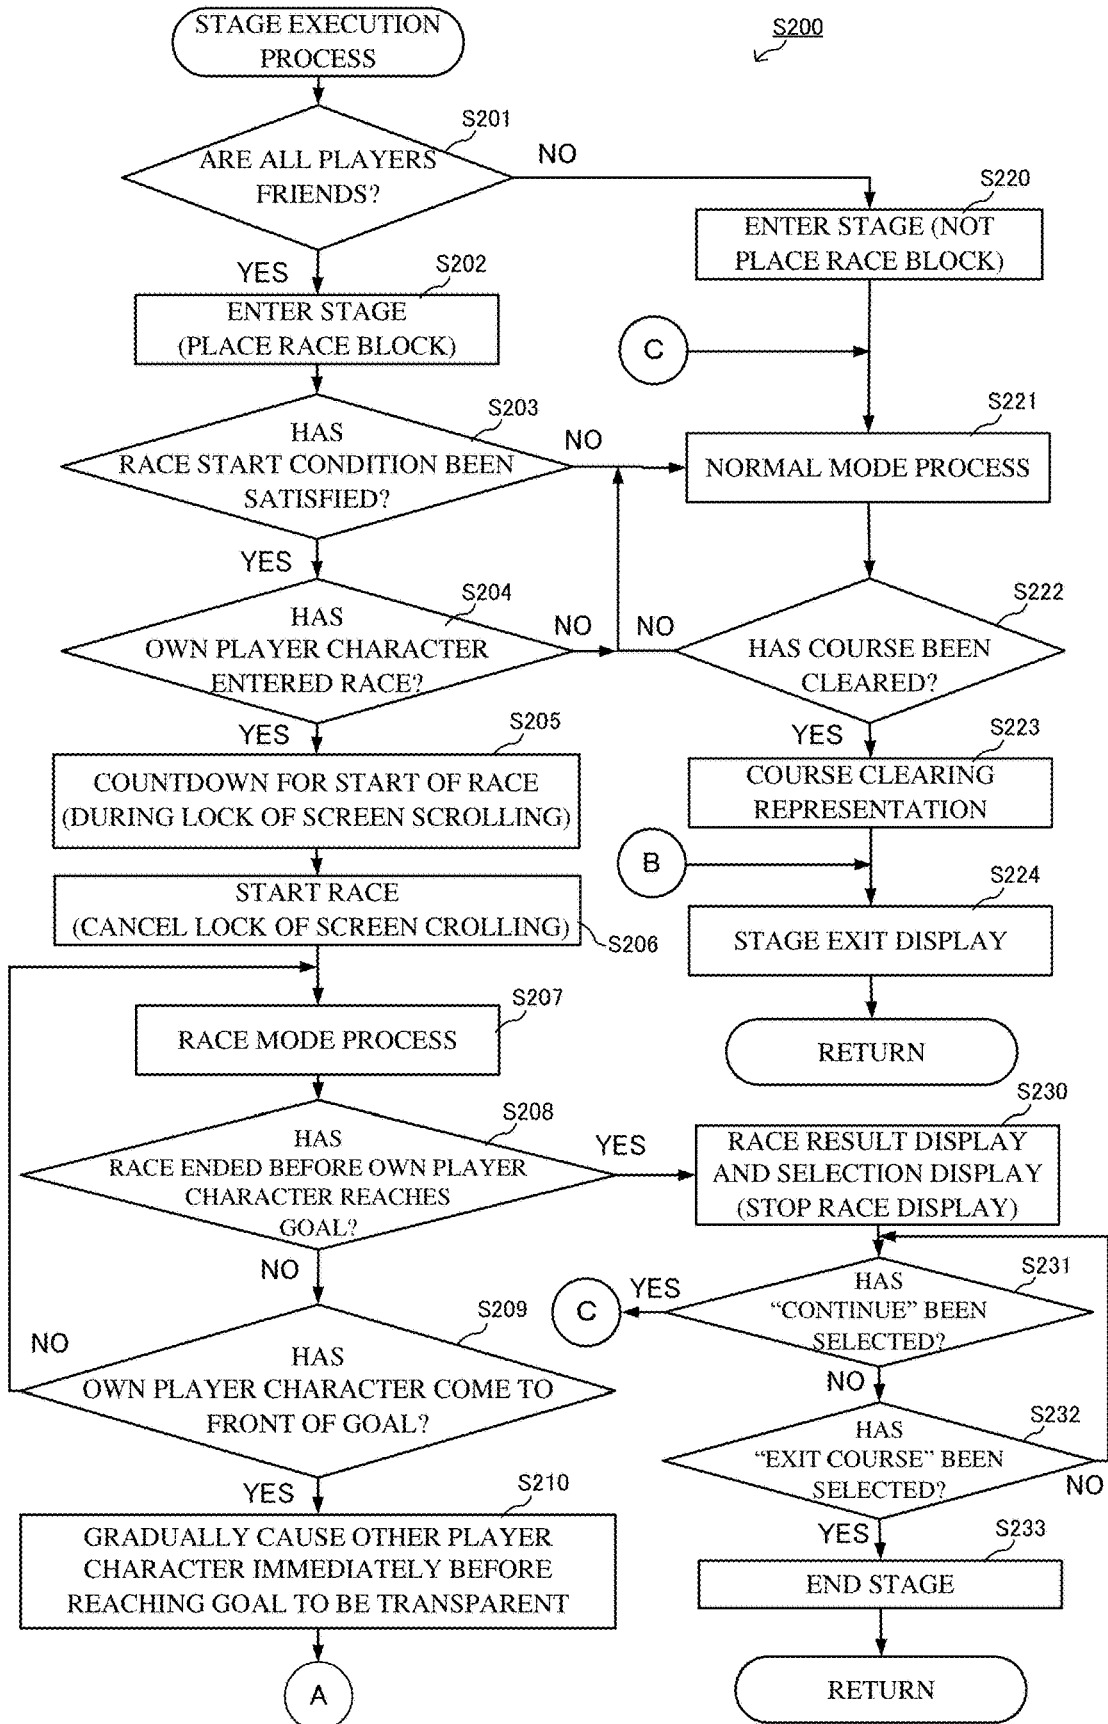 STAGE EXECUTION
PROCESS
S200
S201
ARE ALL PLAYERS
FRIENDS?
NO
YES
S202
ENTER STAGE
(PLACE RACE BLOCK)
S203
HAS
RACE START CONDITION BEEN
SATISFIED?
NO
YES
S204
HAS
OWN PLAYER CHARACTER
ENTERED RACE?
NO
YES
S205
COUNTDOWN FOR START OF RACE
(DURING LOCK OF SCREEN SCROLLING)
START RACE
(CANCEL LOCK OF SCREEN CROLLING)
S206
S207
RACE MODE PROCESS
S208
HAS
RACE ENDED BEFORE OWN PLAYER
CHARACTER REACHES
GOAL?
YES
NO
S209
HAS
OWN PLAYER CHARACTER COME TO
FRONT OF GOAL?
NO
YES
S210
GRADUALLY CAUSE OTHER PLAYER
CHARACTER IMMEDIATELY BEFORE
REACHING GOAL TO BE TRANSPARENT
A
S220
ENTER STAGE (NOT
PLACE RACE BLOCK)
C
S221
NORMAL MODE PROCESS
S222
HAS COURSE BEEN
CLEARED?
NO
YES
S223
COURSE CLEARING
REPRESENTATION
B
S224
STAGE EXIT DISPLAY
RETURN
S230
RACE RESULT DISPLAY
AND SELECTION DISPLAY
(STOP RACE DISPLAY)
S231
HAS
“CONTINUE” BEEN
SELECTED?
YES
C
NO
S232
HAS
“EXIT COURSE” BEEN
SELECTED?
NO
YES
S233
END STAGE
RETURN